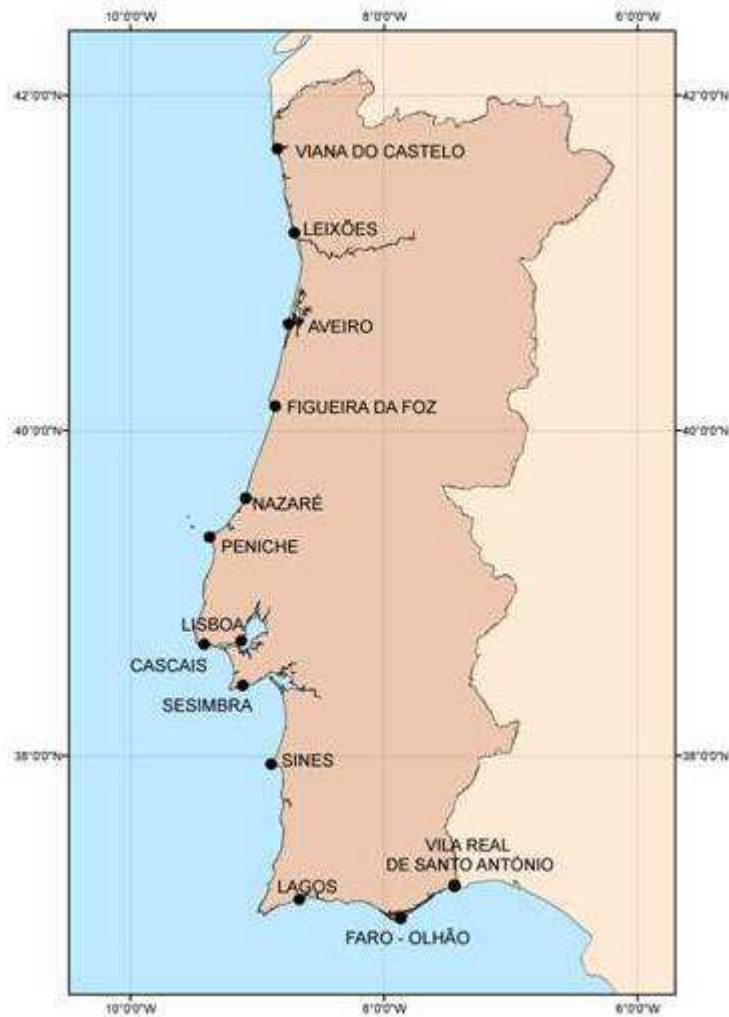 10°0'0"W
8°0'0"W
6°0'0"W
42°0'0"N
42°0'0"N
VIANA DO CASTELO
LEIXÕES
AVEIRO
FIGUEIRA DA FOZ
40°0'0"N
40°0'0"N
NAZARÉ
PENICHE
LISBOA
CASCAIS
SESIMBRA
38°0'0"N
38°0'0"N
SINES
VILA REAL
DE SANTO ANTÓNIO
LAGOS
FARO - OLHÃO
10°0'0"W
8°0'0"W
6°0'0"W